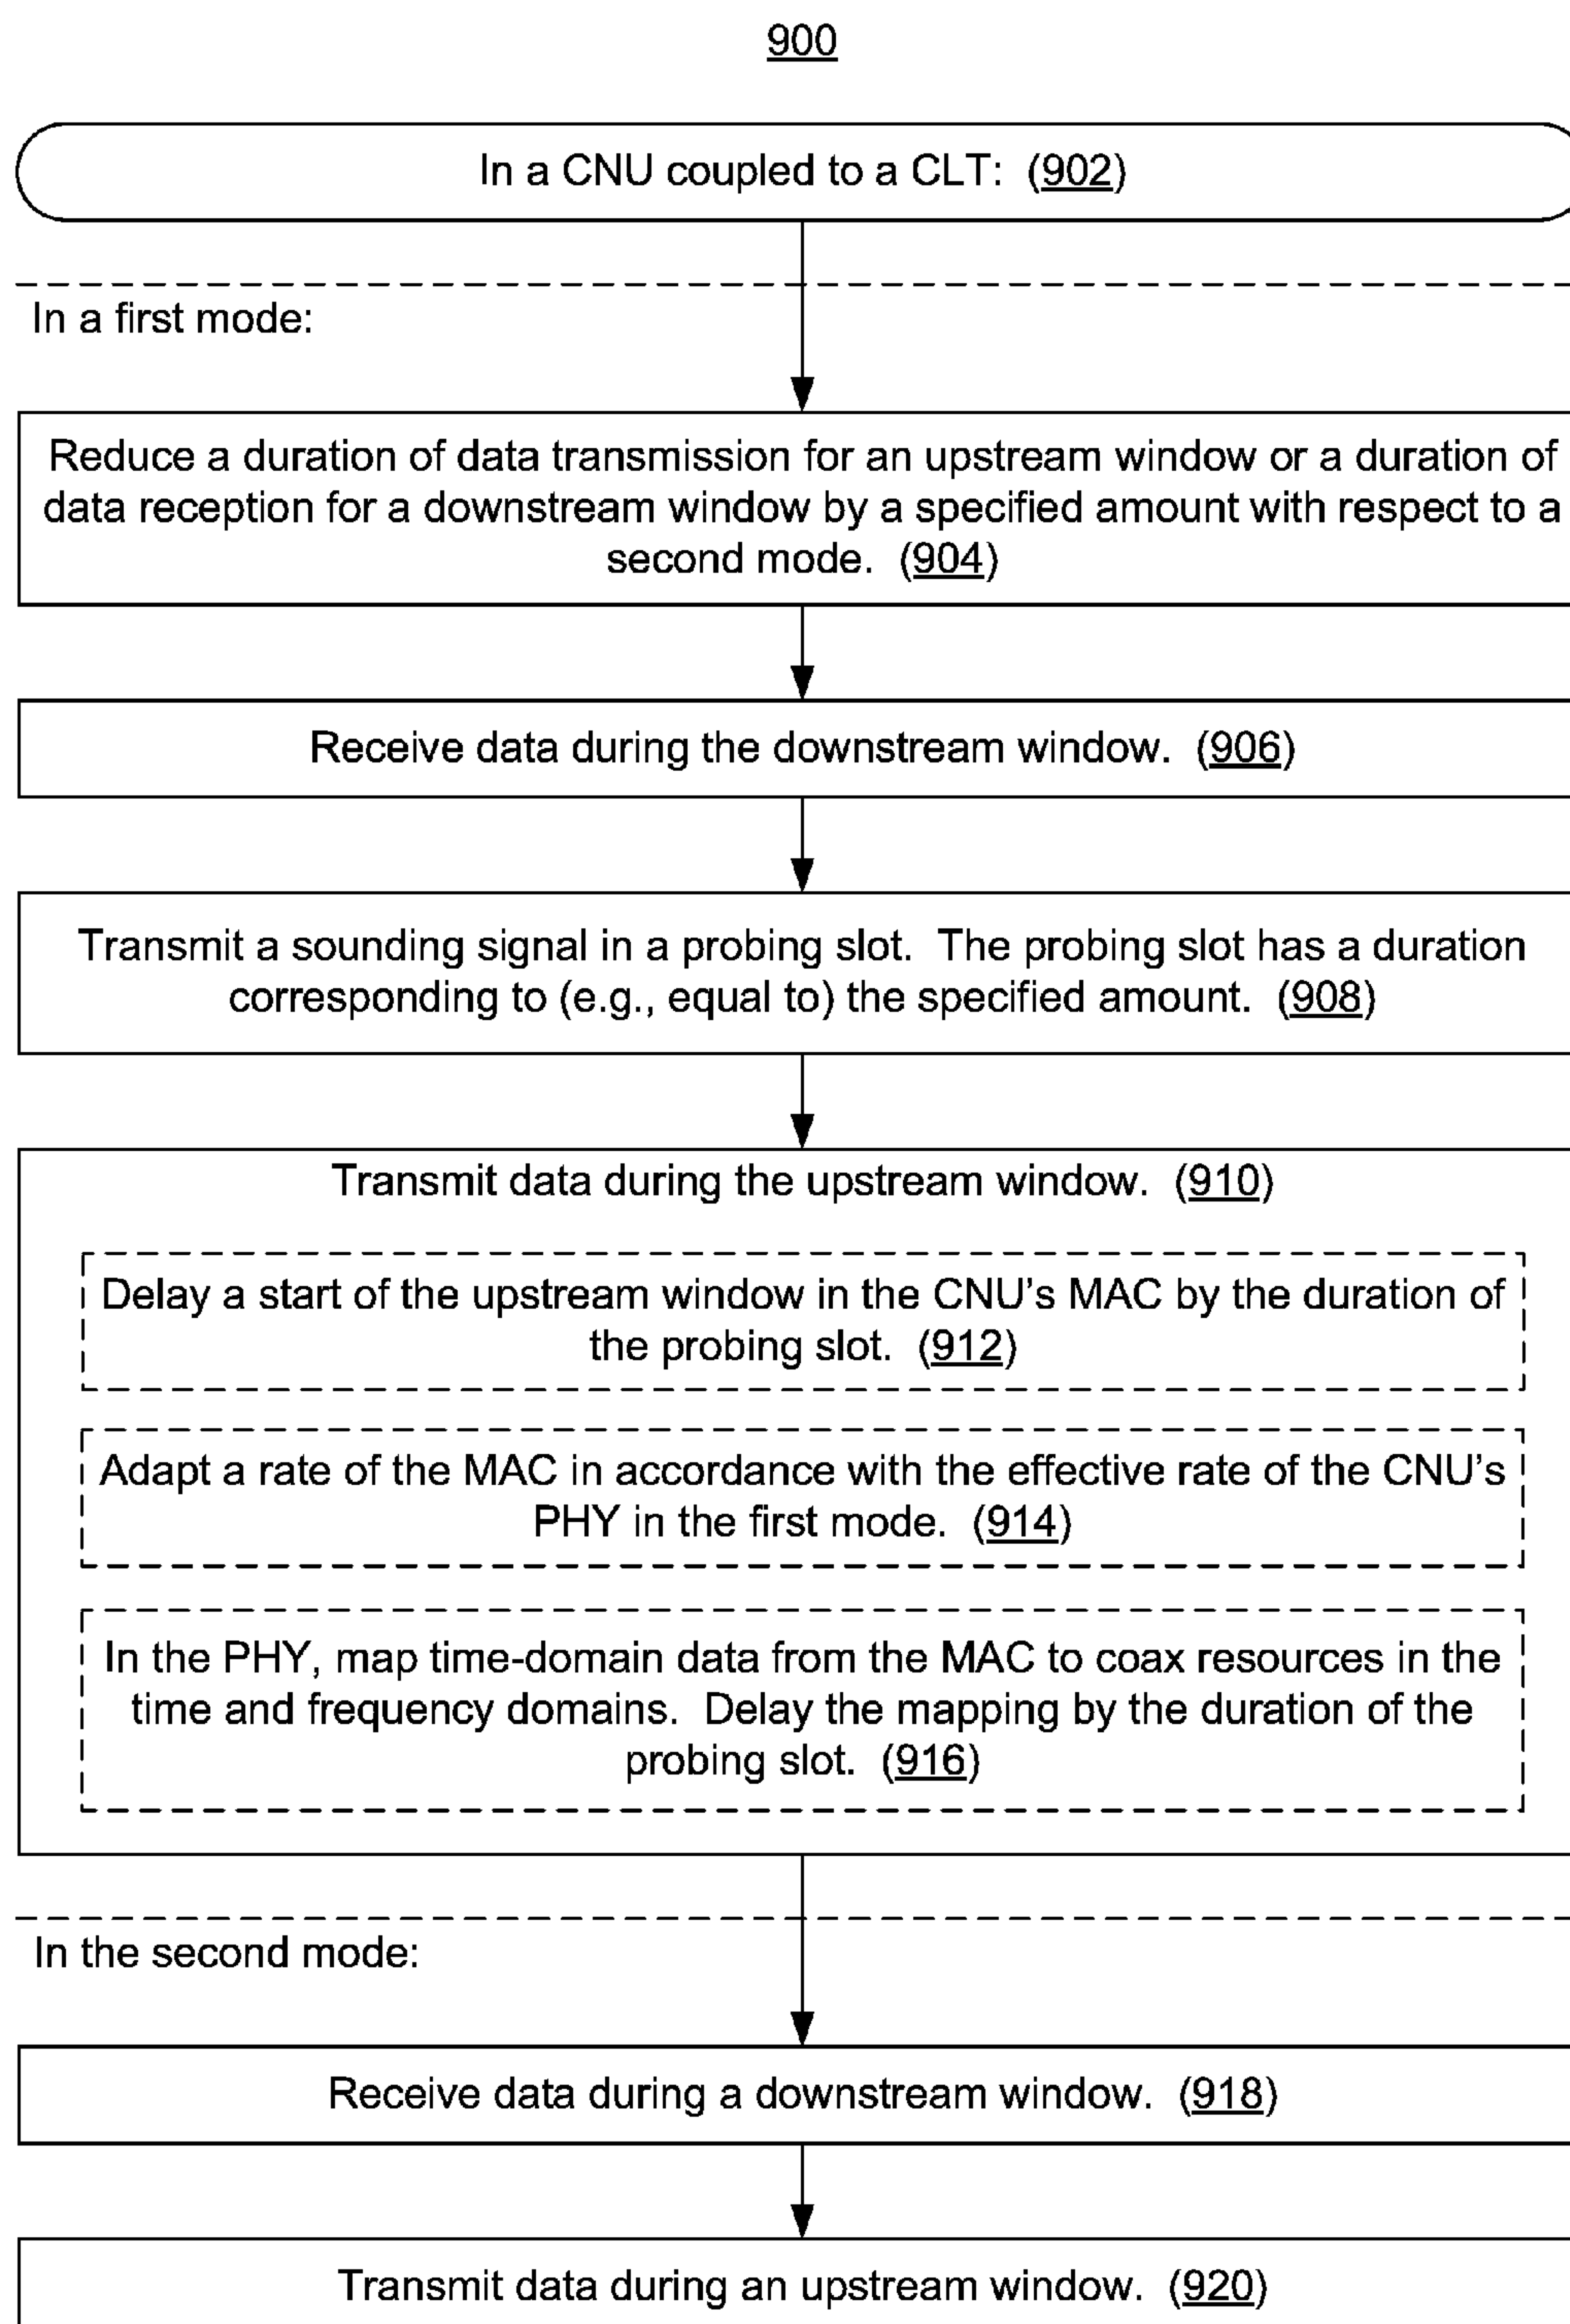 900
In a CNU coupled to a CLT: (902)
In a first mode:
Reduce a duration of data transmission for an upstream window or a duration of
data reception for a downstream window by a specified amount with respect to a
second mode. (904)
Receive data during the downstream window. (906)
Transmit a sounding signal in a probing slot. The probing slot has a duration
corresponding to (e.g., equal to) the specified amount. (908)
Transmit data during the upstream window. (910)
Delay a start of the upstream window in the CNU's MAC by the duration of
the probing slot. (912)
Adapt a rate of the MAC in accordance with the effective rate of the CNU's
PHY in the first mode. (914)
In the PHY, map time-domain data from the MAC to coax resources in the
time and frequency domains. Delay the mapping by the duration of the
probing slot. (916)
In the second mode:
Receive data during a downstream window. (918)
Transmit data during an upstream window. (920)